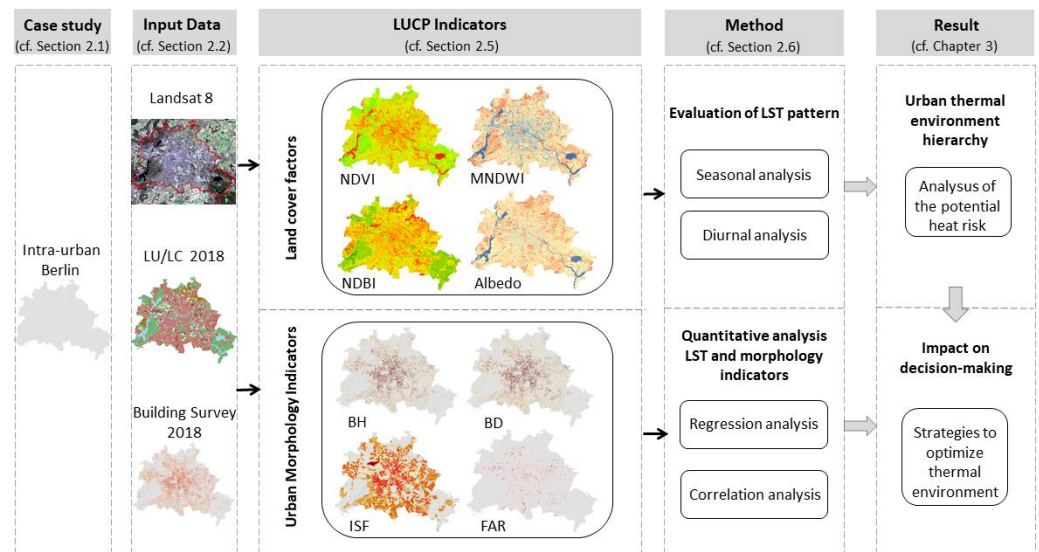 Case study
(cf. Section 2.1)
Input Data
(cf. Section 2.2)
LUCP Indicators
(cf. Section 2.5)
Method
(cf. Section 2.6)
Result
(cf. Chapter 3)
Intra-urban
Berlin
Landsat 8
LU/LC 2018
Building Survey
2018
Land cover factors
NDVI
MNDWI
NDBI
Albedo
Urban Morphology Indicators
BH
BD
ISF
FAR
Evaluation of LST pattern
Seasonal analysis
Diurnal analysis
Quantitative analysis
LST and morphology
indicators
Regression analysis
Correlation analysis
Urban thermal
environment
hierarchy
Analysus of
the potential
heat risk
Impact on
decision-making
Strategies to
optimize
thermal
environment